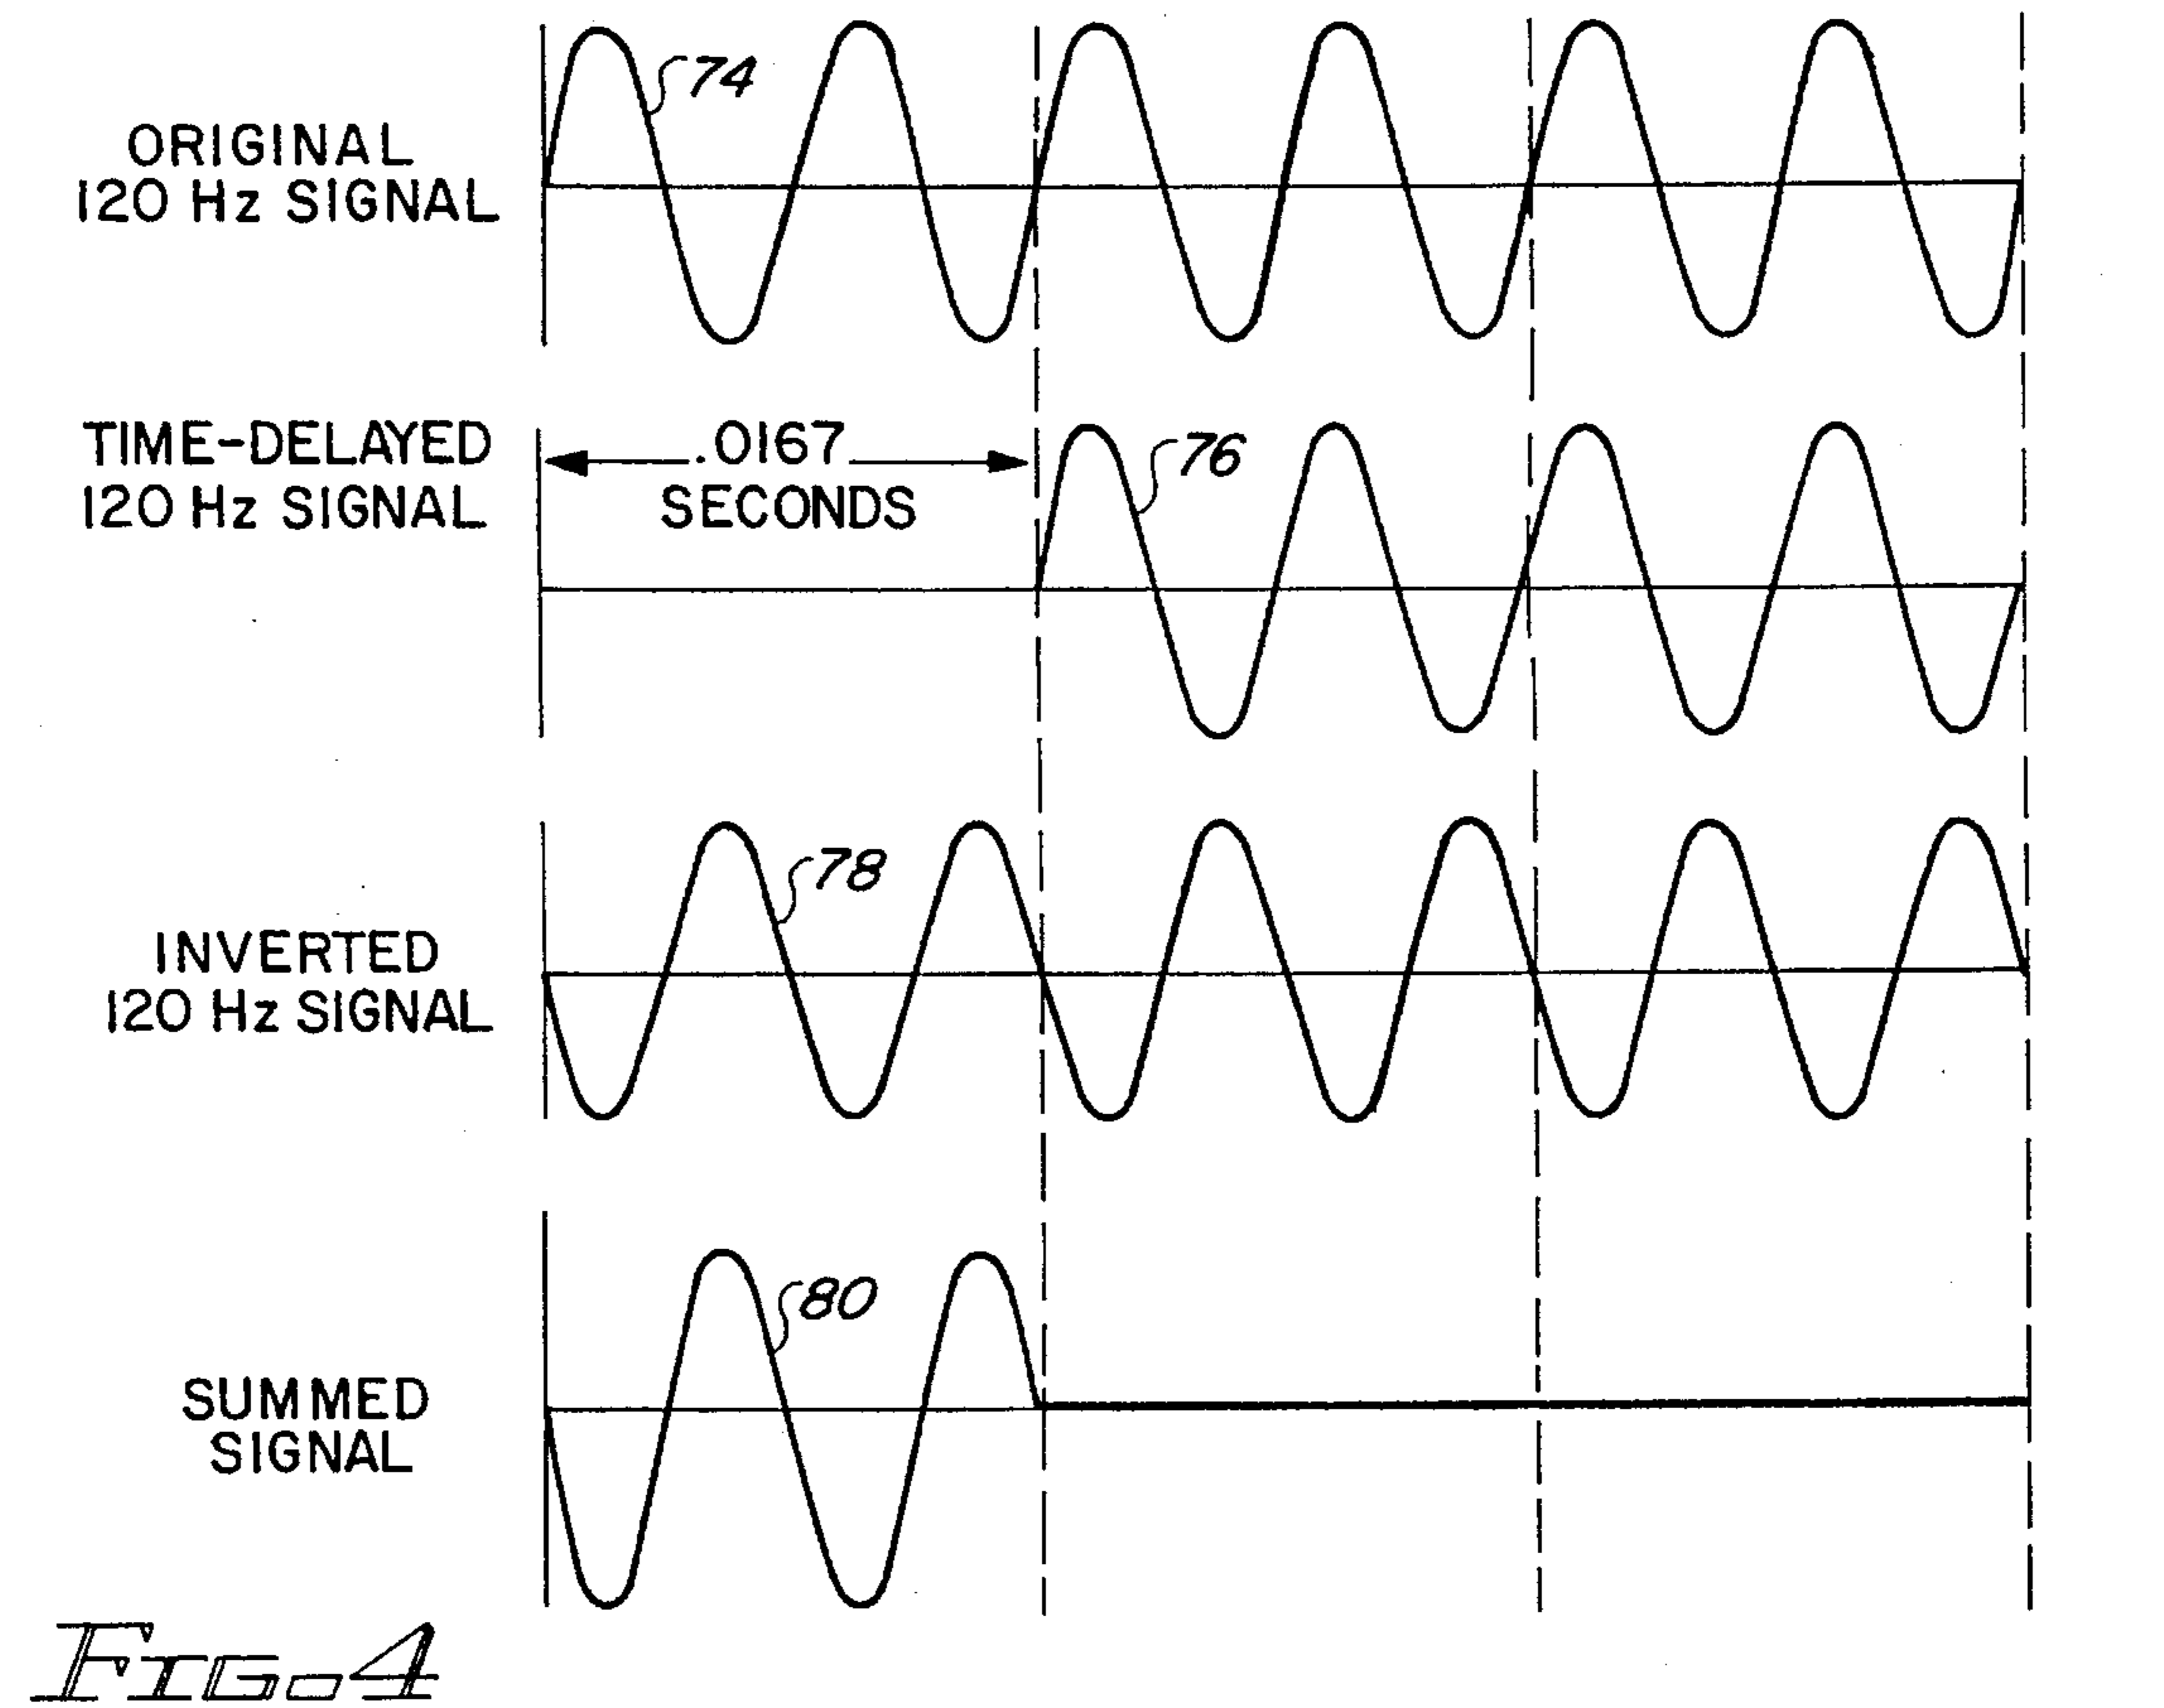 ORIGINAL
120 Hz SIGNAL
74
TIME-DELAYED
120 Hz SIGNAL
.0167
SECONDS
76
INVERTED
120 Hz SIGNAL
78
SUMMED
SIGNAL
80
FIG. 4